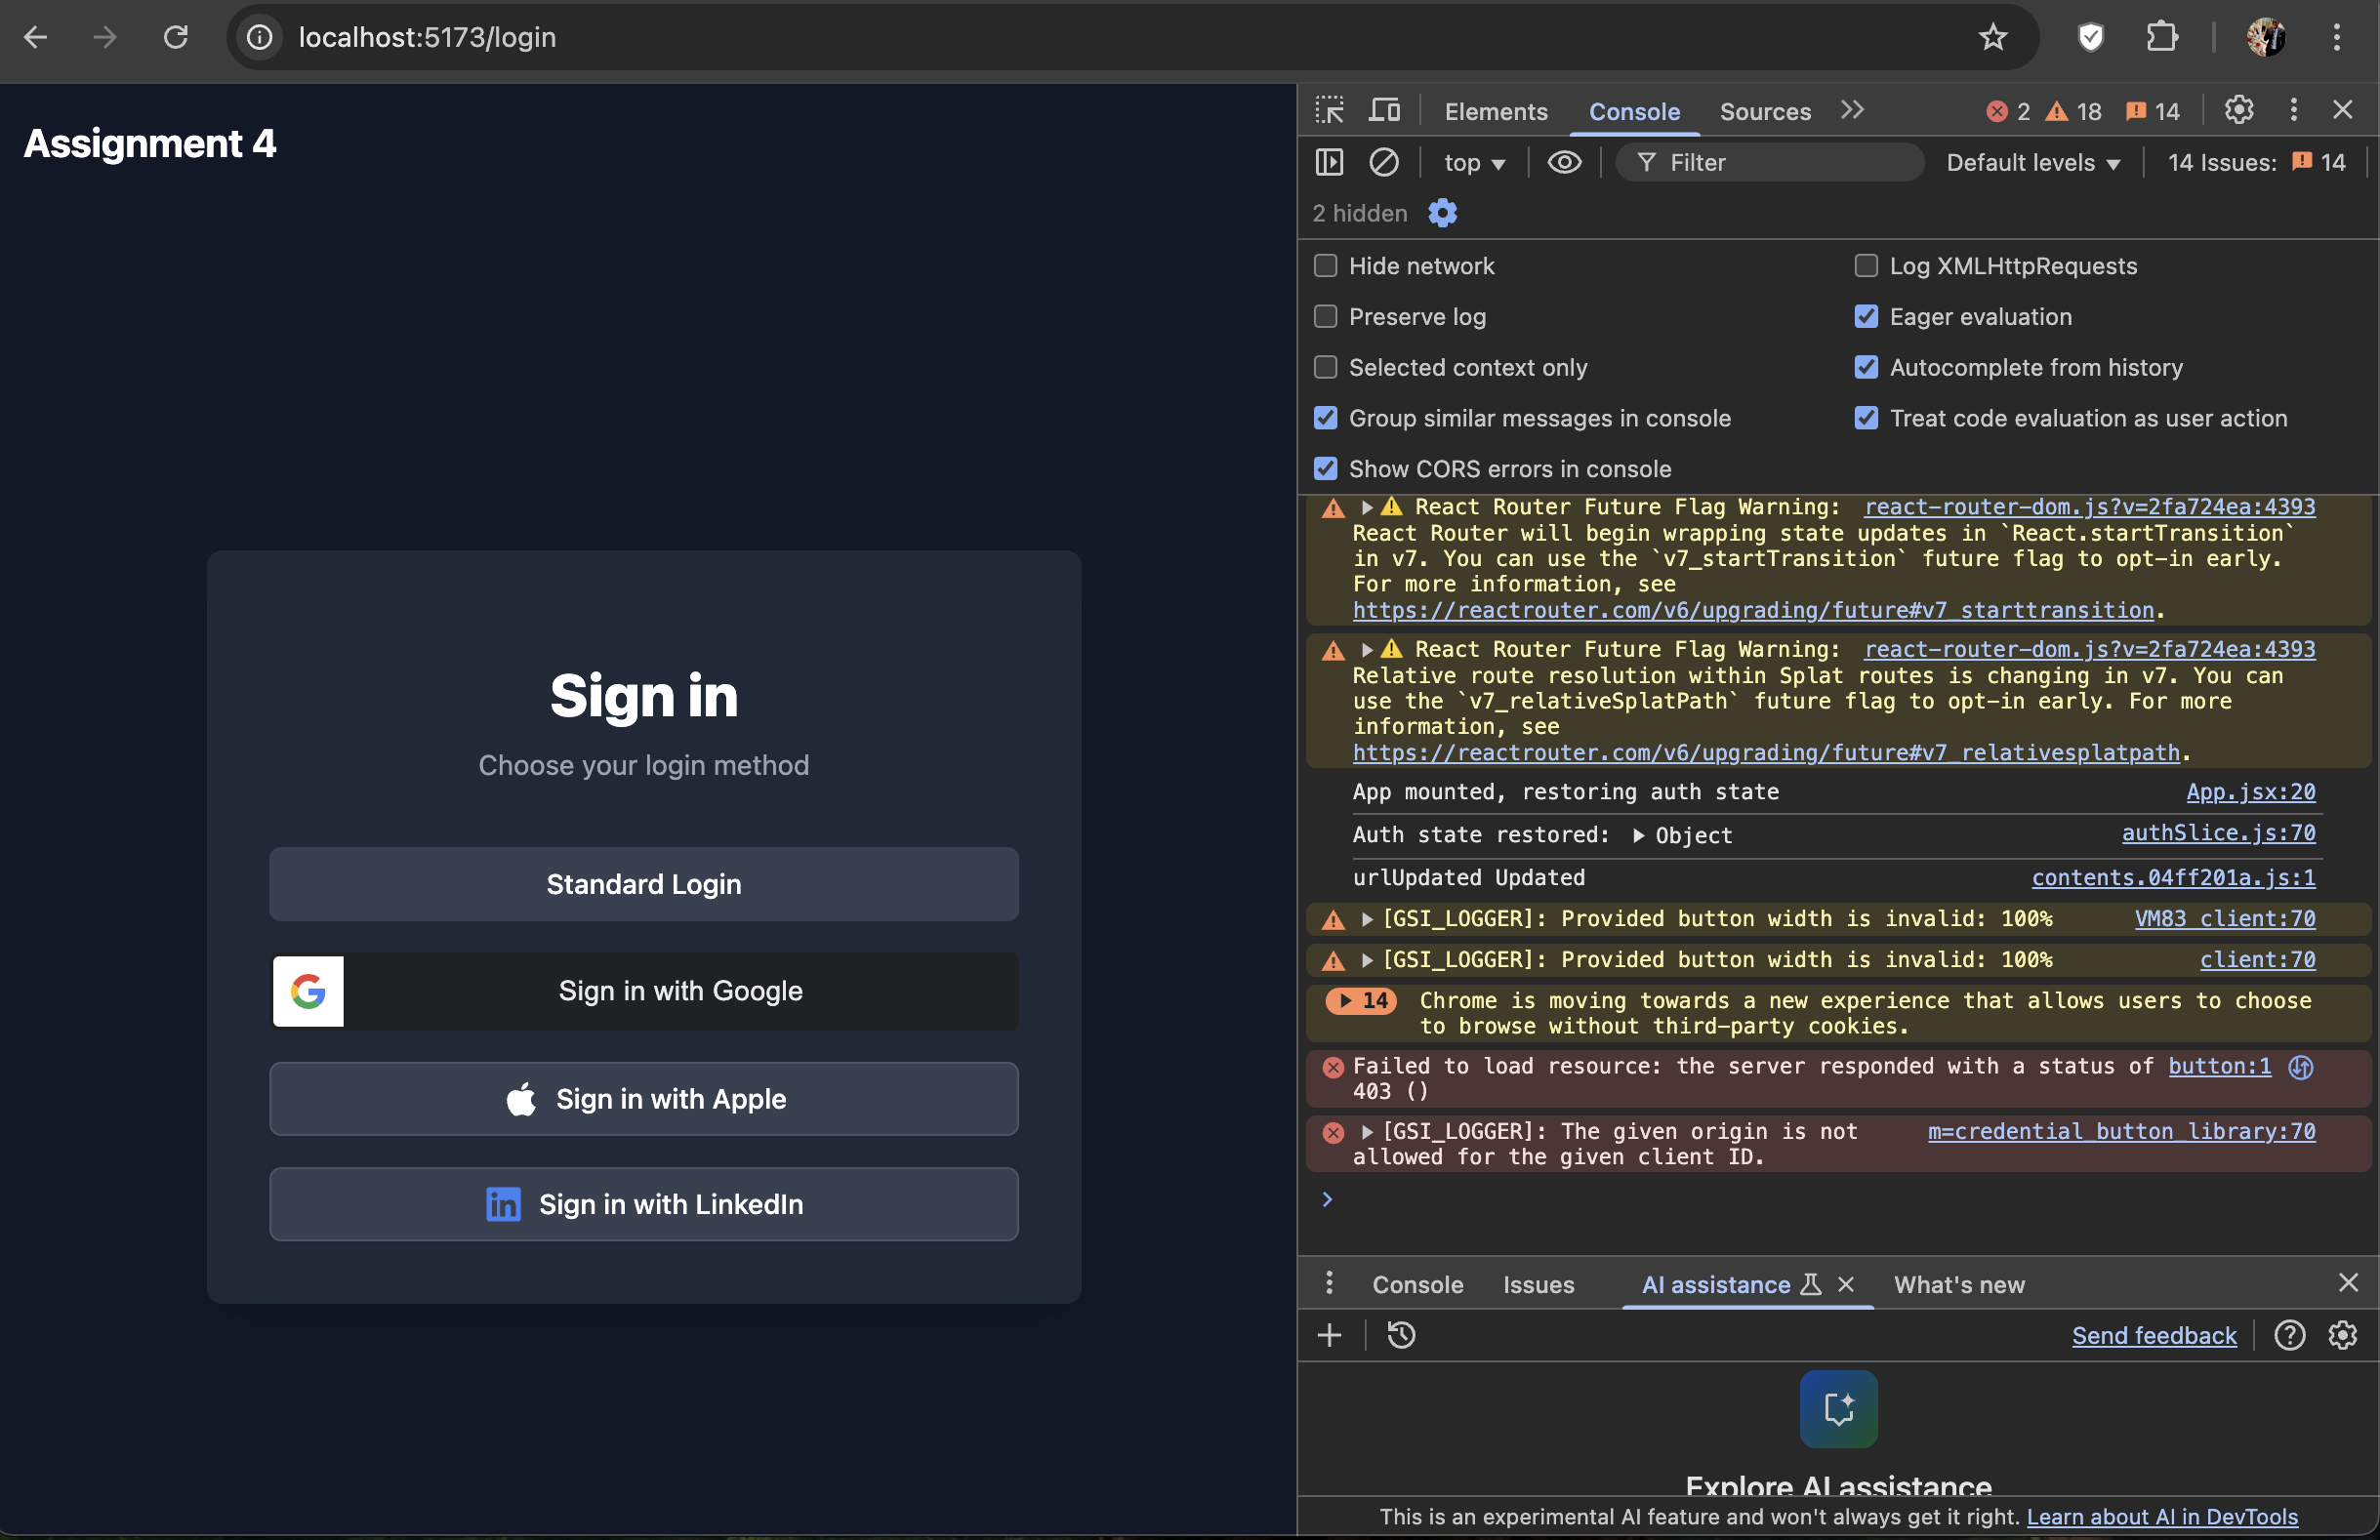 localhost:5173/login
Assignment 4
Sign in
Choose your login method
Standard Login
Sign in with Google
Sign in with Apple
in Sign in with LinkedIn
Elements Console Sources 2 18 14
top Filter Default levels 14 Issues: 14
2 hidden
Hide network Log XMLHttpRequests
Preserve log Eager evaluation
Selected context only Autocomplete from history
Group similar messages in console Treat code evaluation as user action
Show CORS errors in console
React Router Future Flag Warning: react-router-dom.js?v=2fa724ea:4393
React Router will begin wrapping state updates in `React.startTransition`
in v7. You can use the `v7_startTransition` future flag to opt-in early.
For more information, see
https://reactrouter.com/v6/upgrading/future#v7_starttransition.
React Router Future Flag Warning: react-router-dom.js?v=2fa724ea:4393
Relative route resolution within Splat routes is changing in v7. You can
use the `v7_relativeSplatPath` future flag to opt-in early. For more
information, see
https://reactrouter.com/v6/upgrading/future#v7_relativesplatpath.
App mounted, restoring auth state App.jsx:20
Auth state restored: Object authSlice.js:70
urlUpdated Updated contents.04ff201a.js:1
[GSI_LOGGER]: Provided button width is invalid: 100% VM83 client:70
[GSI_LOGGER]: Provided button width is invalid: 100% client:70
14 Chrome is moving towards a new experience that allows users to choose
to browse without third-party cookies.
Failed to load resource: the server responded with a status of button:1
403 ()
[GSI_LOGGER]: The given origin is not m=credential_button_library:70
allowed for the given client ID.
Console Issues AI assistance What's new
Send feedback
Explore AI assistance
This is an experimental AI feature and won't always get it right. Learn about AI in DevTools